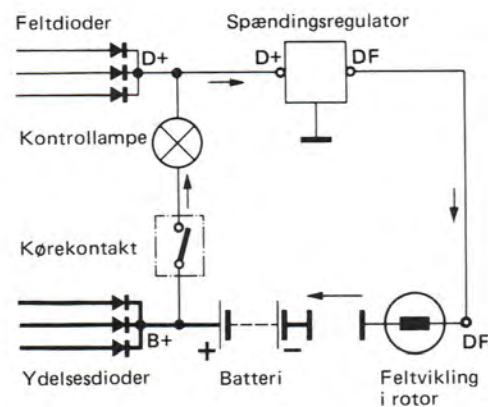 Feltdioder
Spændingsregulator
D+
D+
DF
Kontrollampe
Kørekontakt
B+
+
−
DF
Ydelsesdioder
Batteri
Feltvikling
i rotor